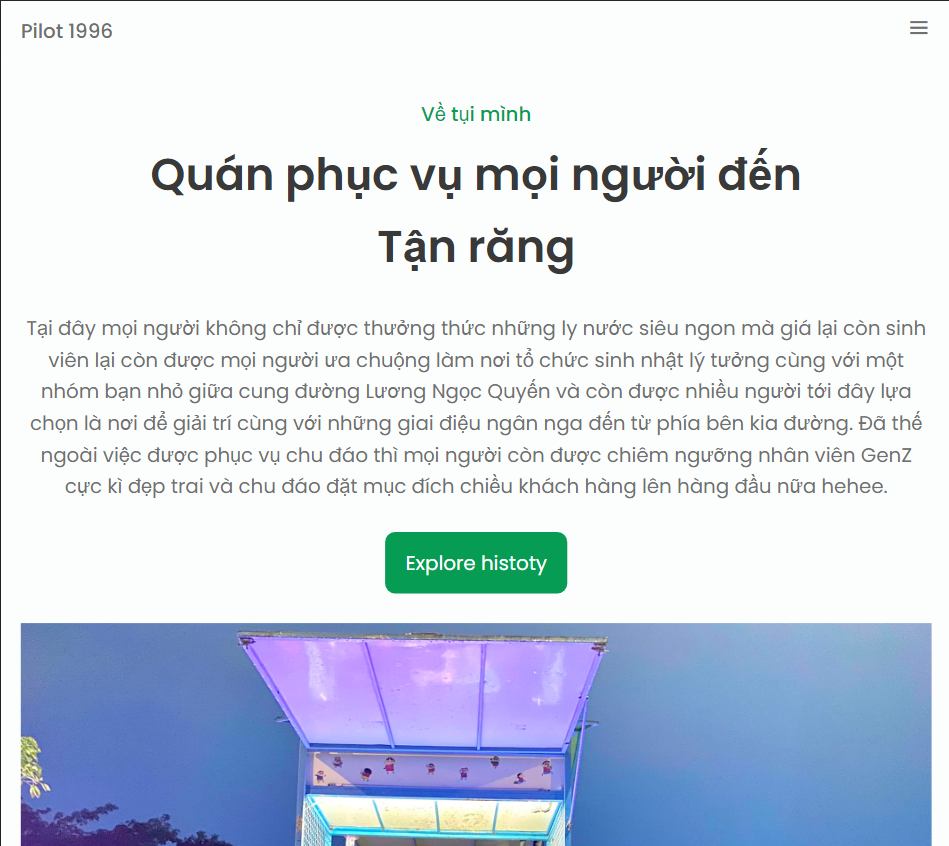 Pilot 1996
Về tụi mình
Quán phục vụ mọi người đến
Tận răng
Tại đây mọi người không chỉ được thưởng thức những ly nước siêu ngon mà giá lại còn sinh
viên lại còn được mọi người ưa chuộng làm nơi tổ chức sinh nhật lý tưởng cùng với một
nhóm bạn nhỏ giữa cung đường Lương Ngọc Quyến và còn được nhiều người tới đây lựa
chọn là nơi để giải trí cùng với những giai điệu ngân nga đến từ phía bên kia đường. Đã thế
ngoài việc được phục vụ chu đáo thì mọi người còn được chiêm ngưỡng nhân viên GenZ
cực kì đẹp trai và chu đáo đặt mục đích chiều khách hàng lên hàng đầu nữa hehee.
Explore histoty